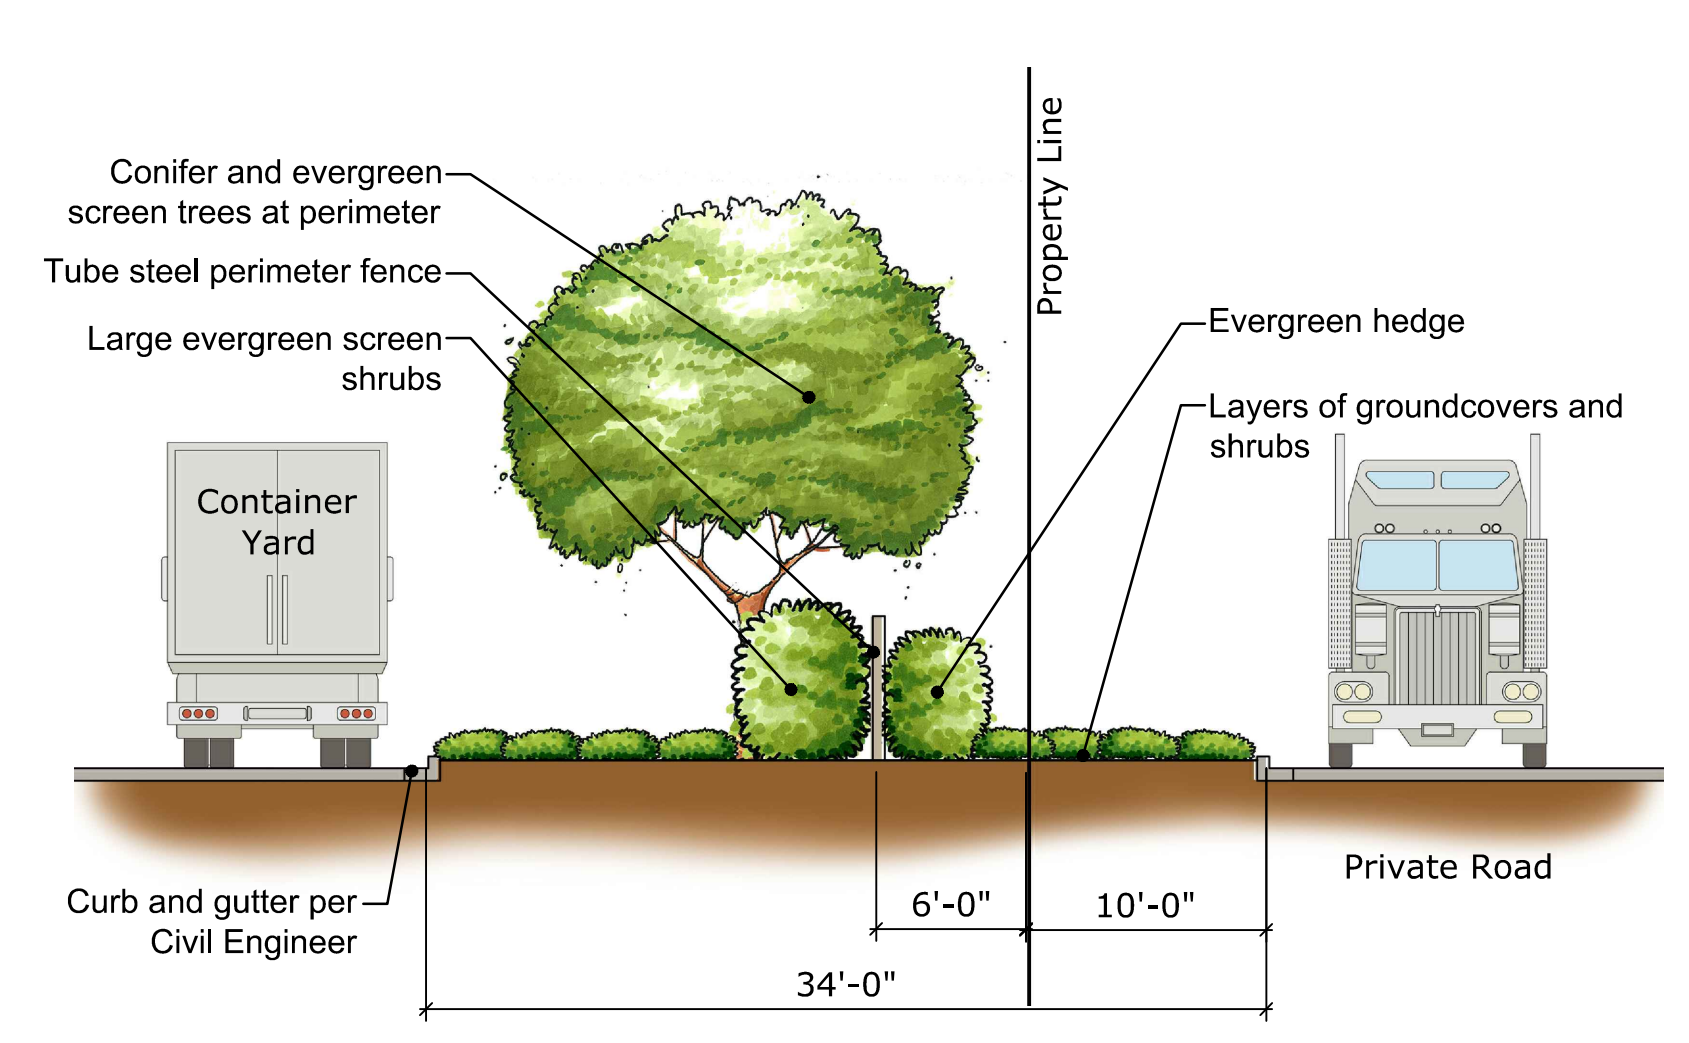 Conifer and evergreen
screen trees at perimeter
Tube steel perimeter fence
Large evergreen screen
shrubs
Property Line
Evergreen hedge
Layers of groundcovers and
shrubs
Container
Yard
Private Road
Curb and gutter per
Civil Engineer
6'-0"
10'-0"
34'-0"